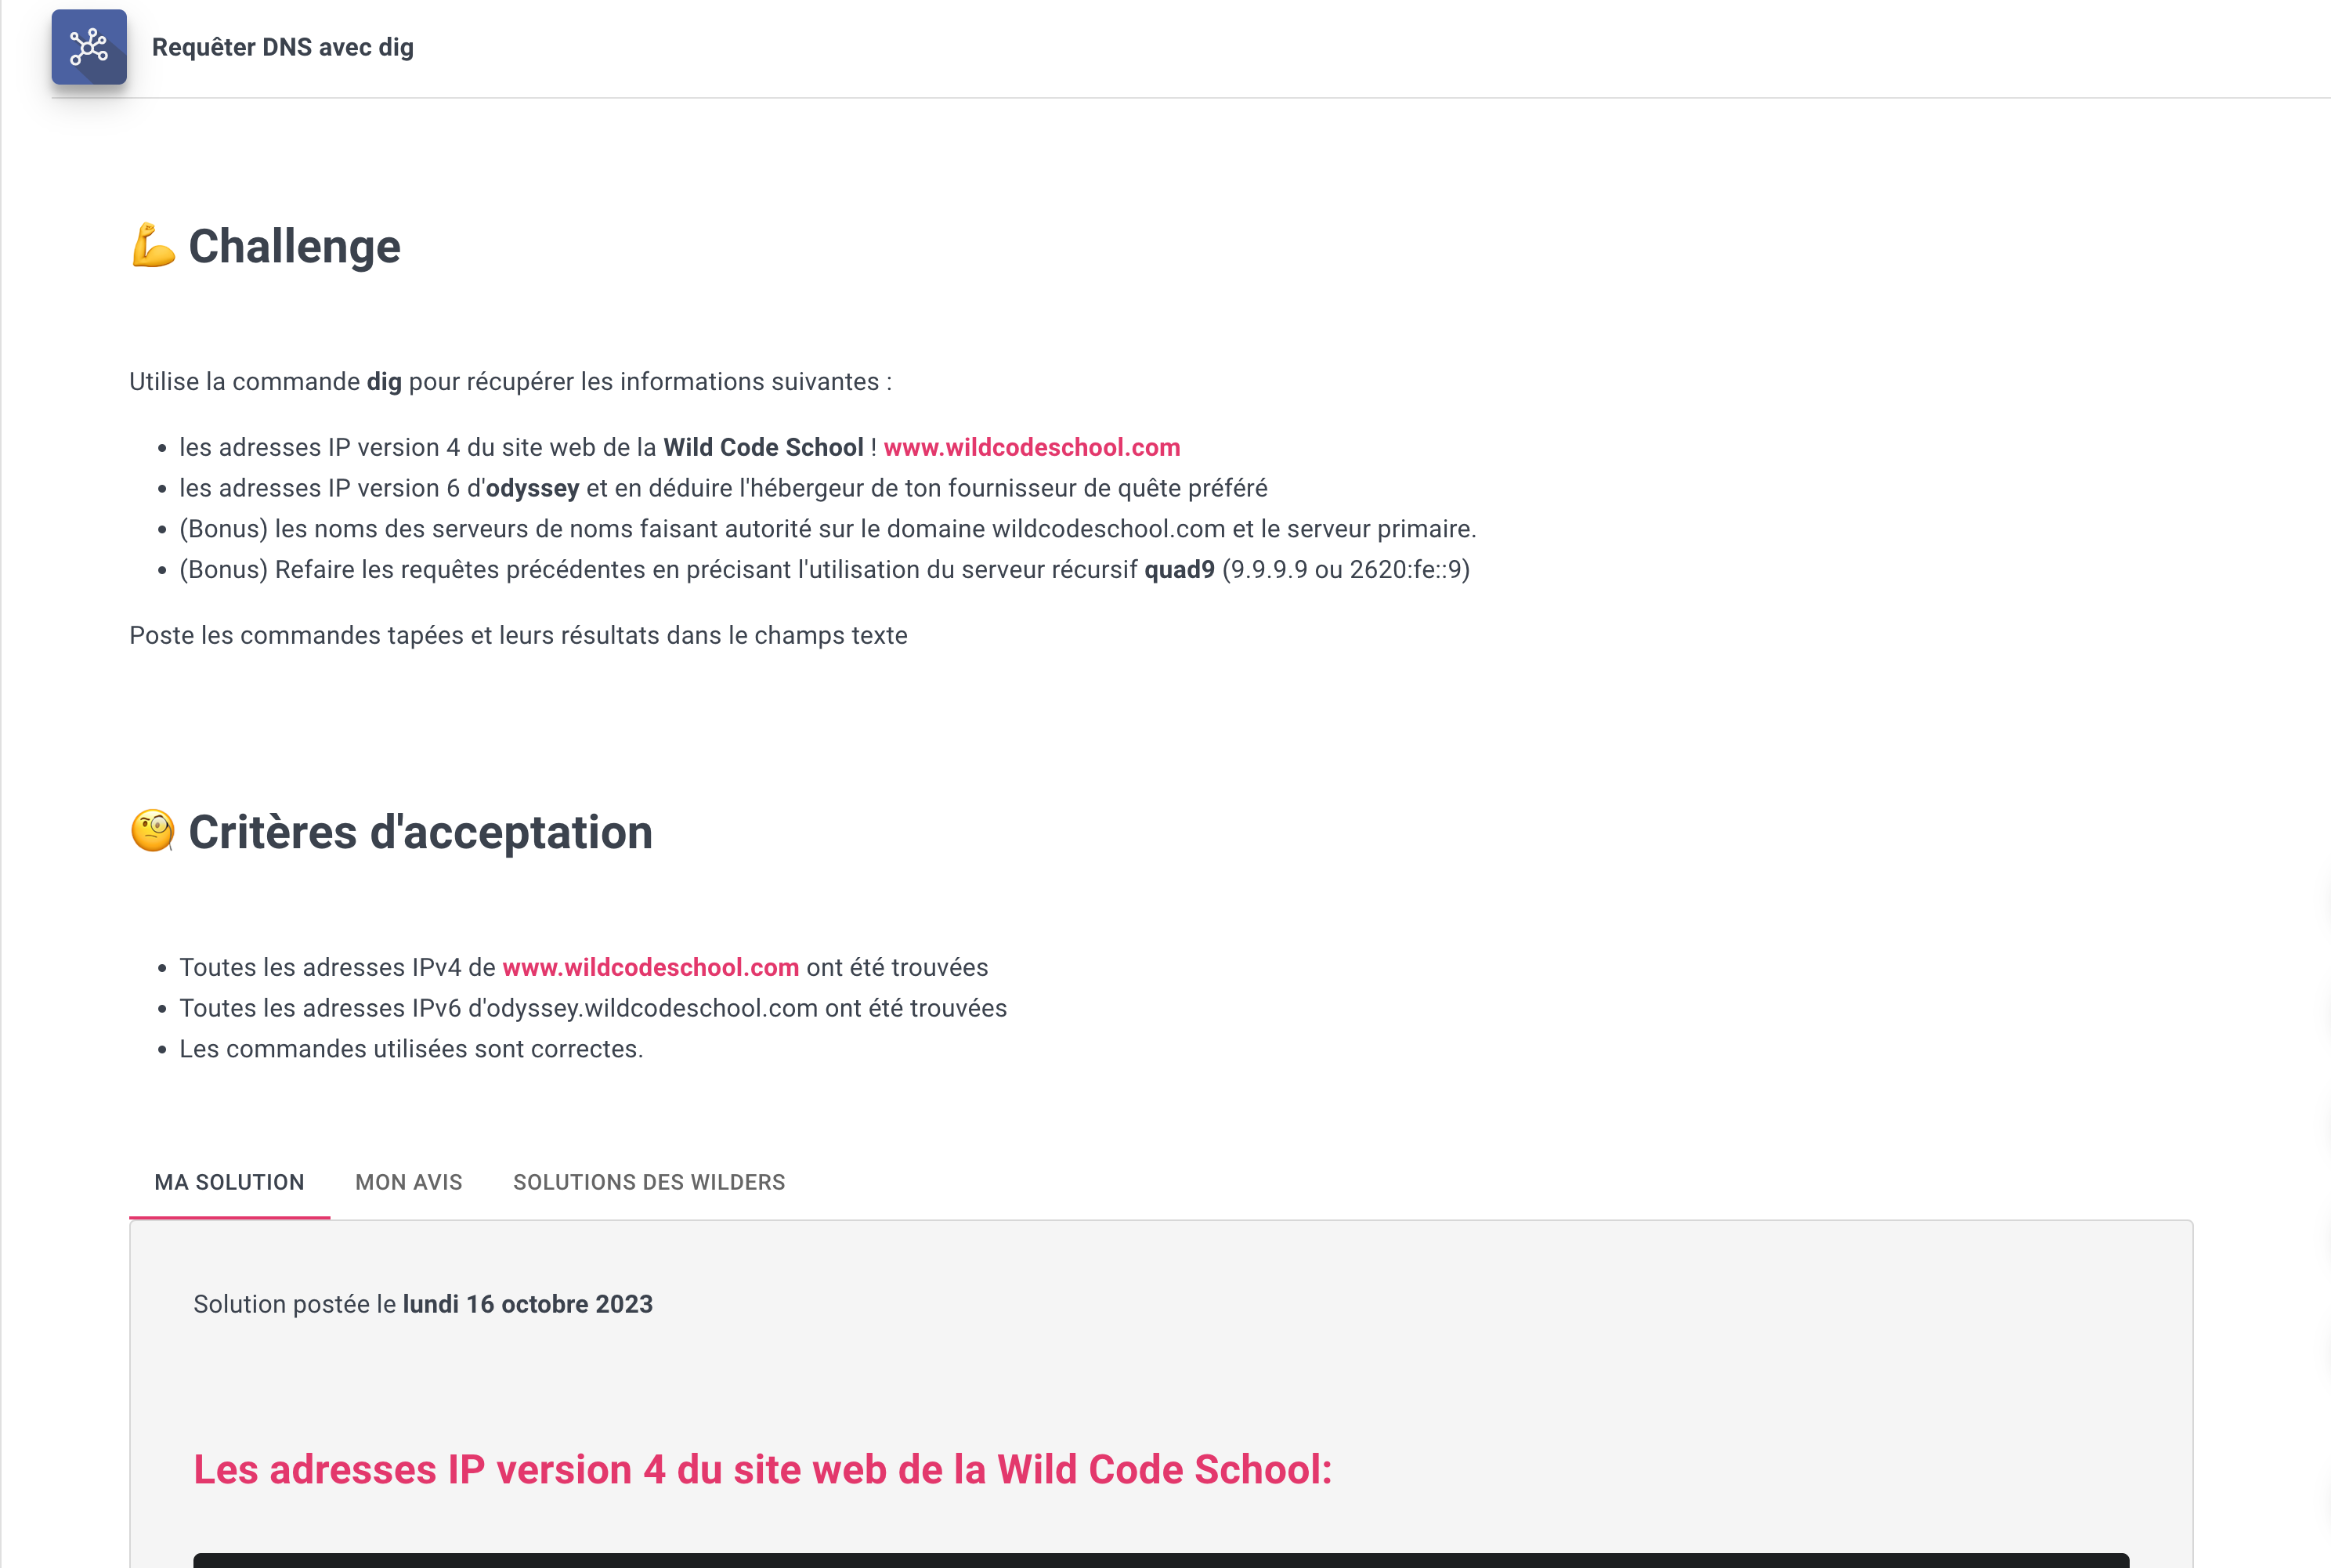 Requêter DNS avec dig
💪 Challenge
Utilise la commande dig pour récupérer les informations suivantes :
• les adresses IP version 4 du site web de la Wild Code School ! www.wildcodeschool.com
• les adresses IP version 6 d'odyssey et en déduire l'hébergeur de ton fournisseur de quête préféré
• (Bonus) les noms des serveurs de noms faisant autorité sur le domaine wildcodeschool.com et le serveur primaire.
• (Bonus) Refaire les requêtes précédentes en précisant l'utilisation du serveur récursif quad9 (9.9.9.9 ou 2620:fe::9)
Poste les commandes tapées et leurs résultats dans le champs texte
🧐 Critères d'acceptation
• Toutes les adresses IPv4 de www.wildcodeschool.com ont été trouvées
• Toutes les adresses IPv6 d'odyssey.wildcodeschool.com ont été trouvées
• Les commandes utilisées sont correctes.
MA SOLUTION MON AVIS SOLUTIONS DES WILDERS
Solution postée le lundi 16 octobre 2023
Les adresses IP version 4 du site web de la Wild Code School: